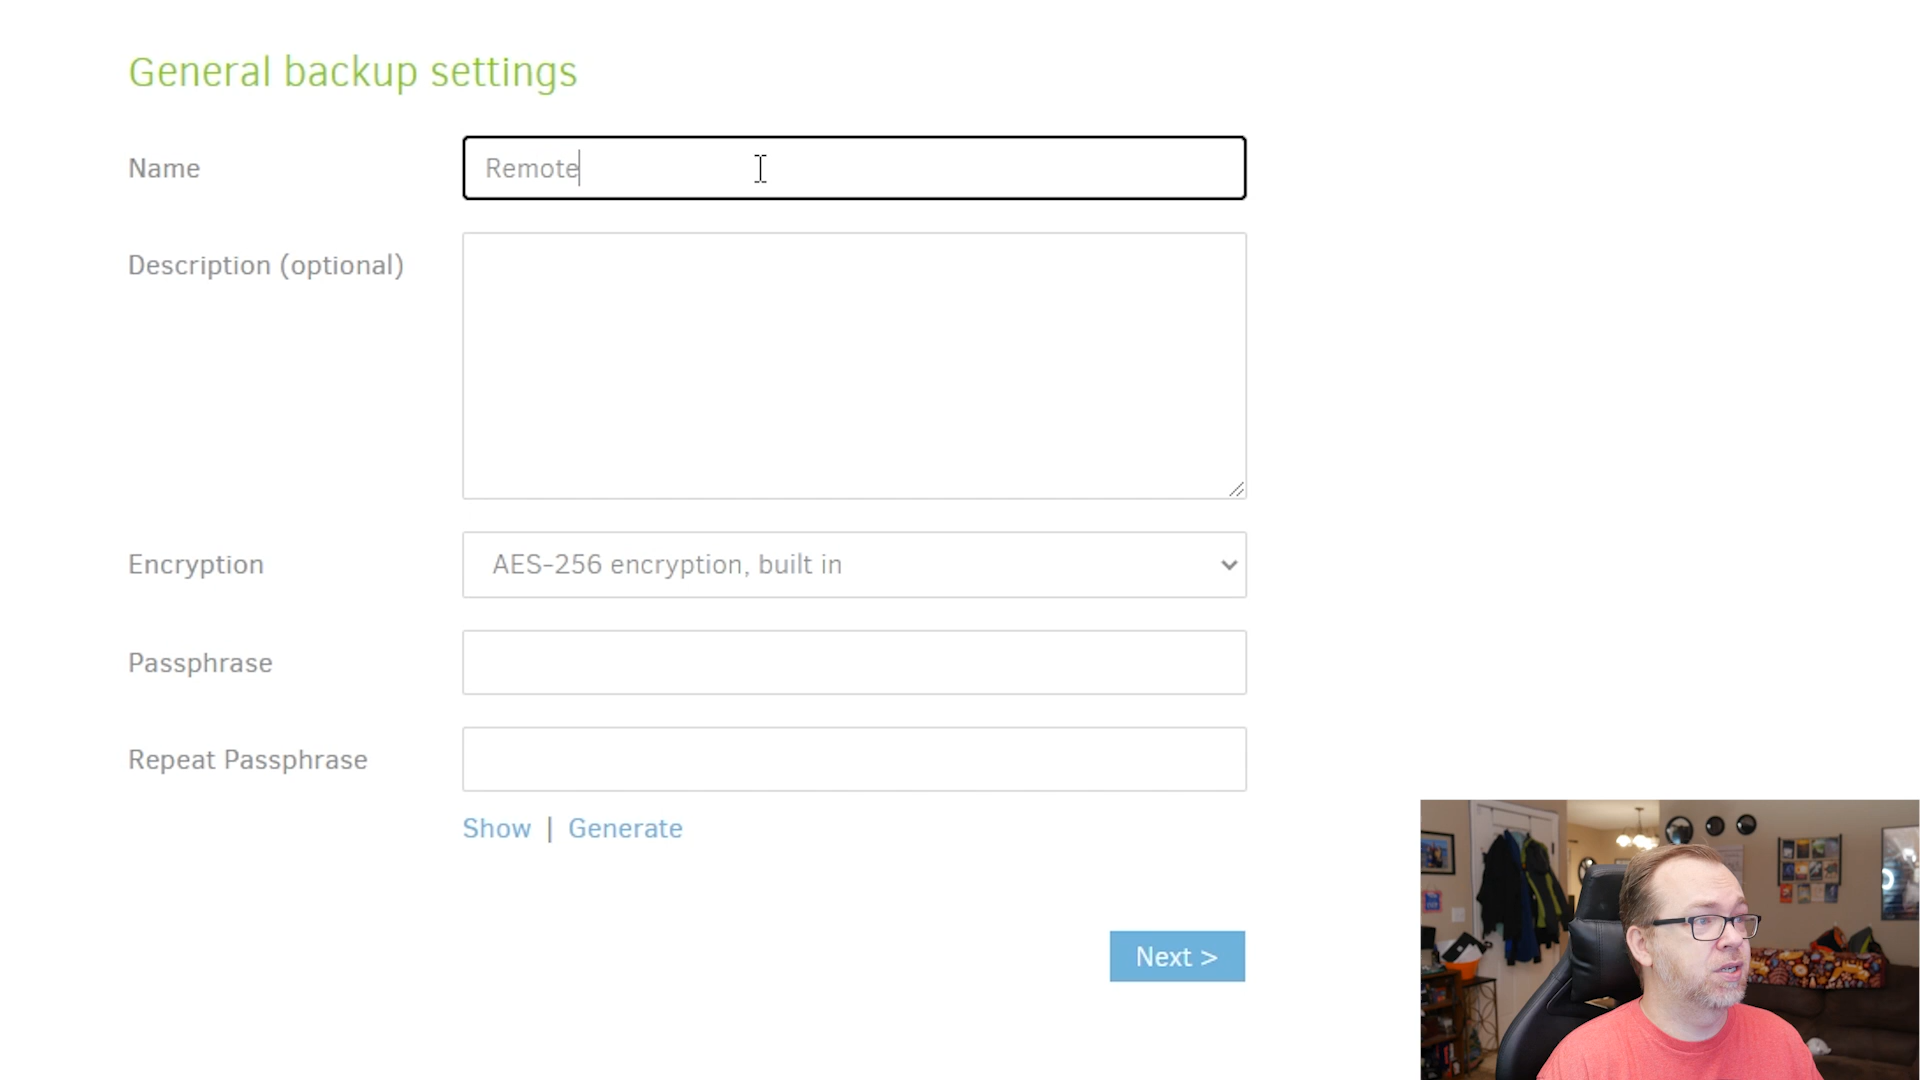 General backup settings
Name
Remote
Description (optional)
Encryption
AES-256 encryption, built in
Passphrase
Repeat Passphrase
Show | Generate
Next >